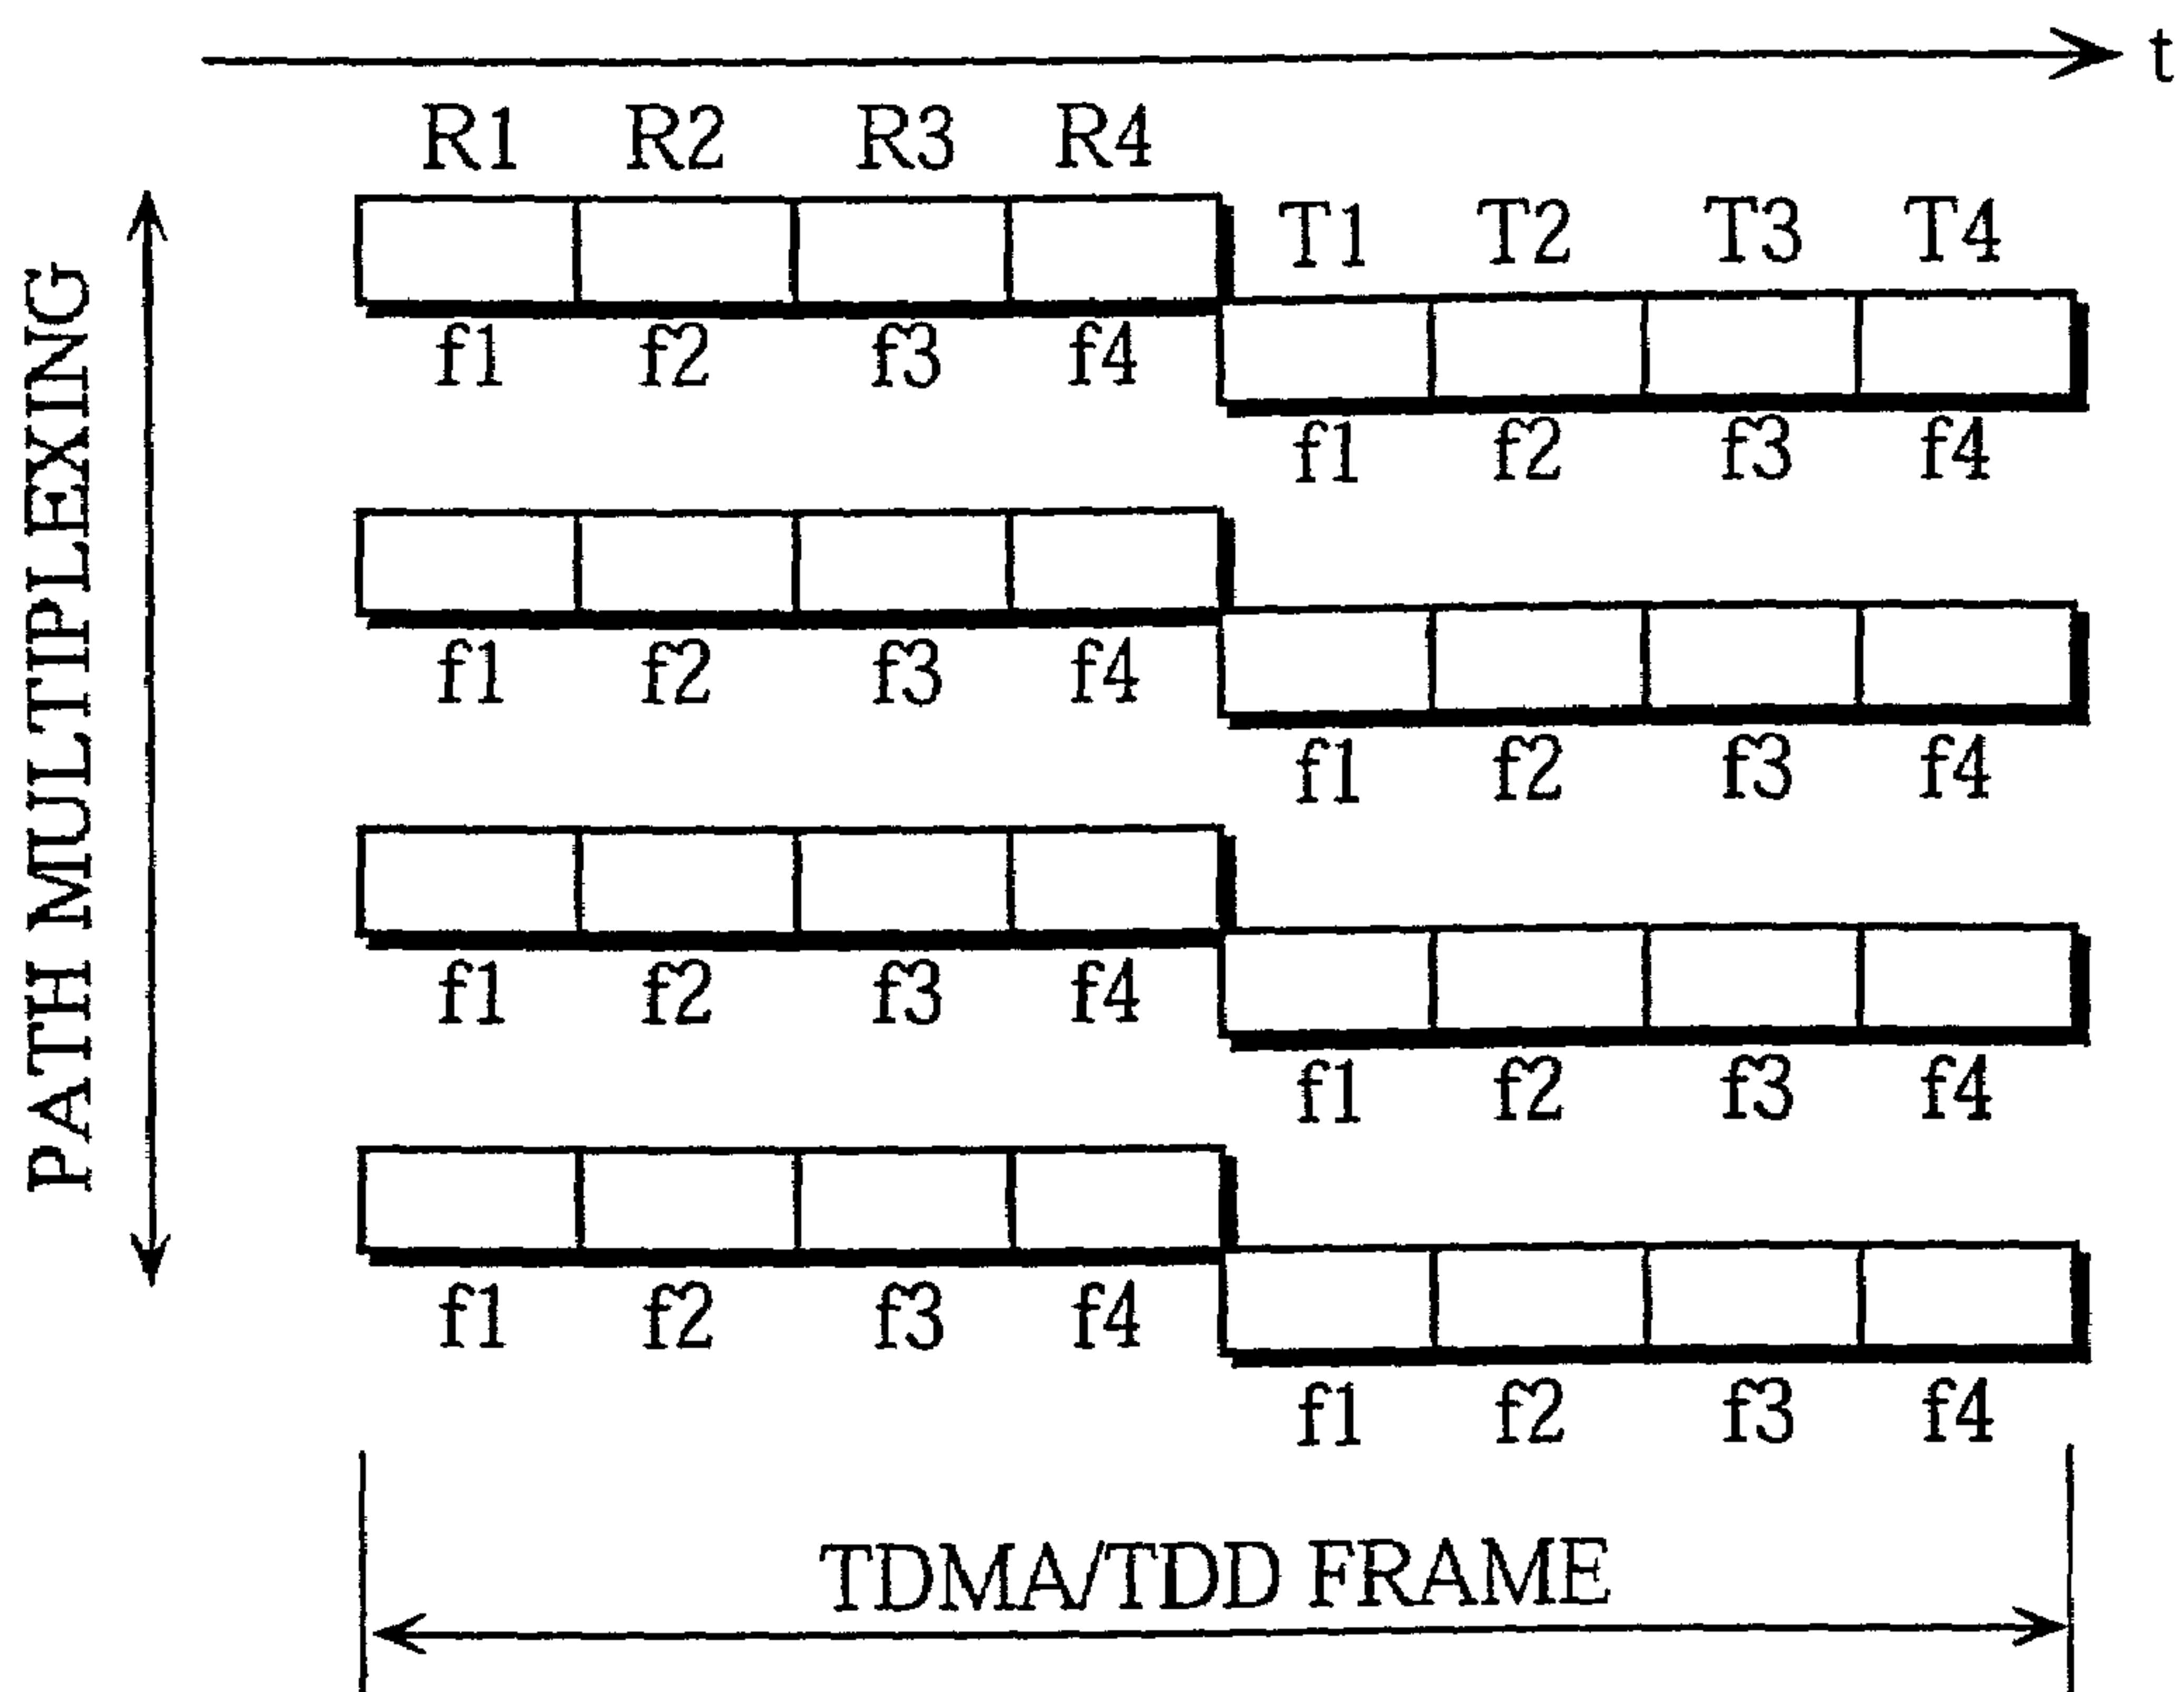 t
R1 R2 R3 R4
T1 T2 T3 T4
f1 f2 f3 f4
f1 f2 f3 f4
f1 f2 f3 f4
f1 f2 f3 f4
f1 f2 f3 f4
f1 f2 f3 f4
f1 f2 f3 f4
f1 f2 f3 f4
PATH MULTIPLEXING
TDMA/TDD FRAME